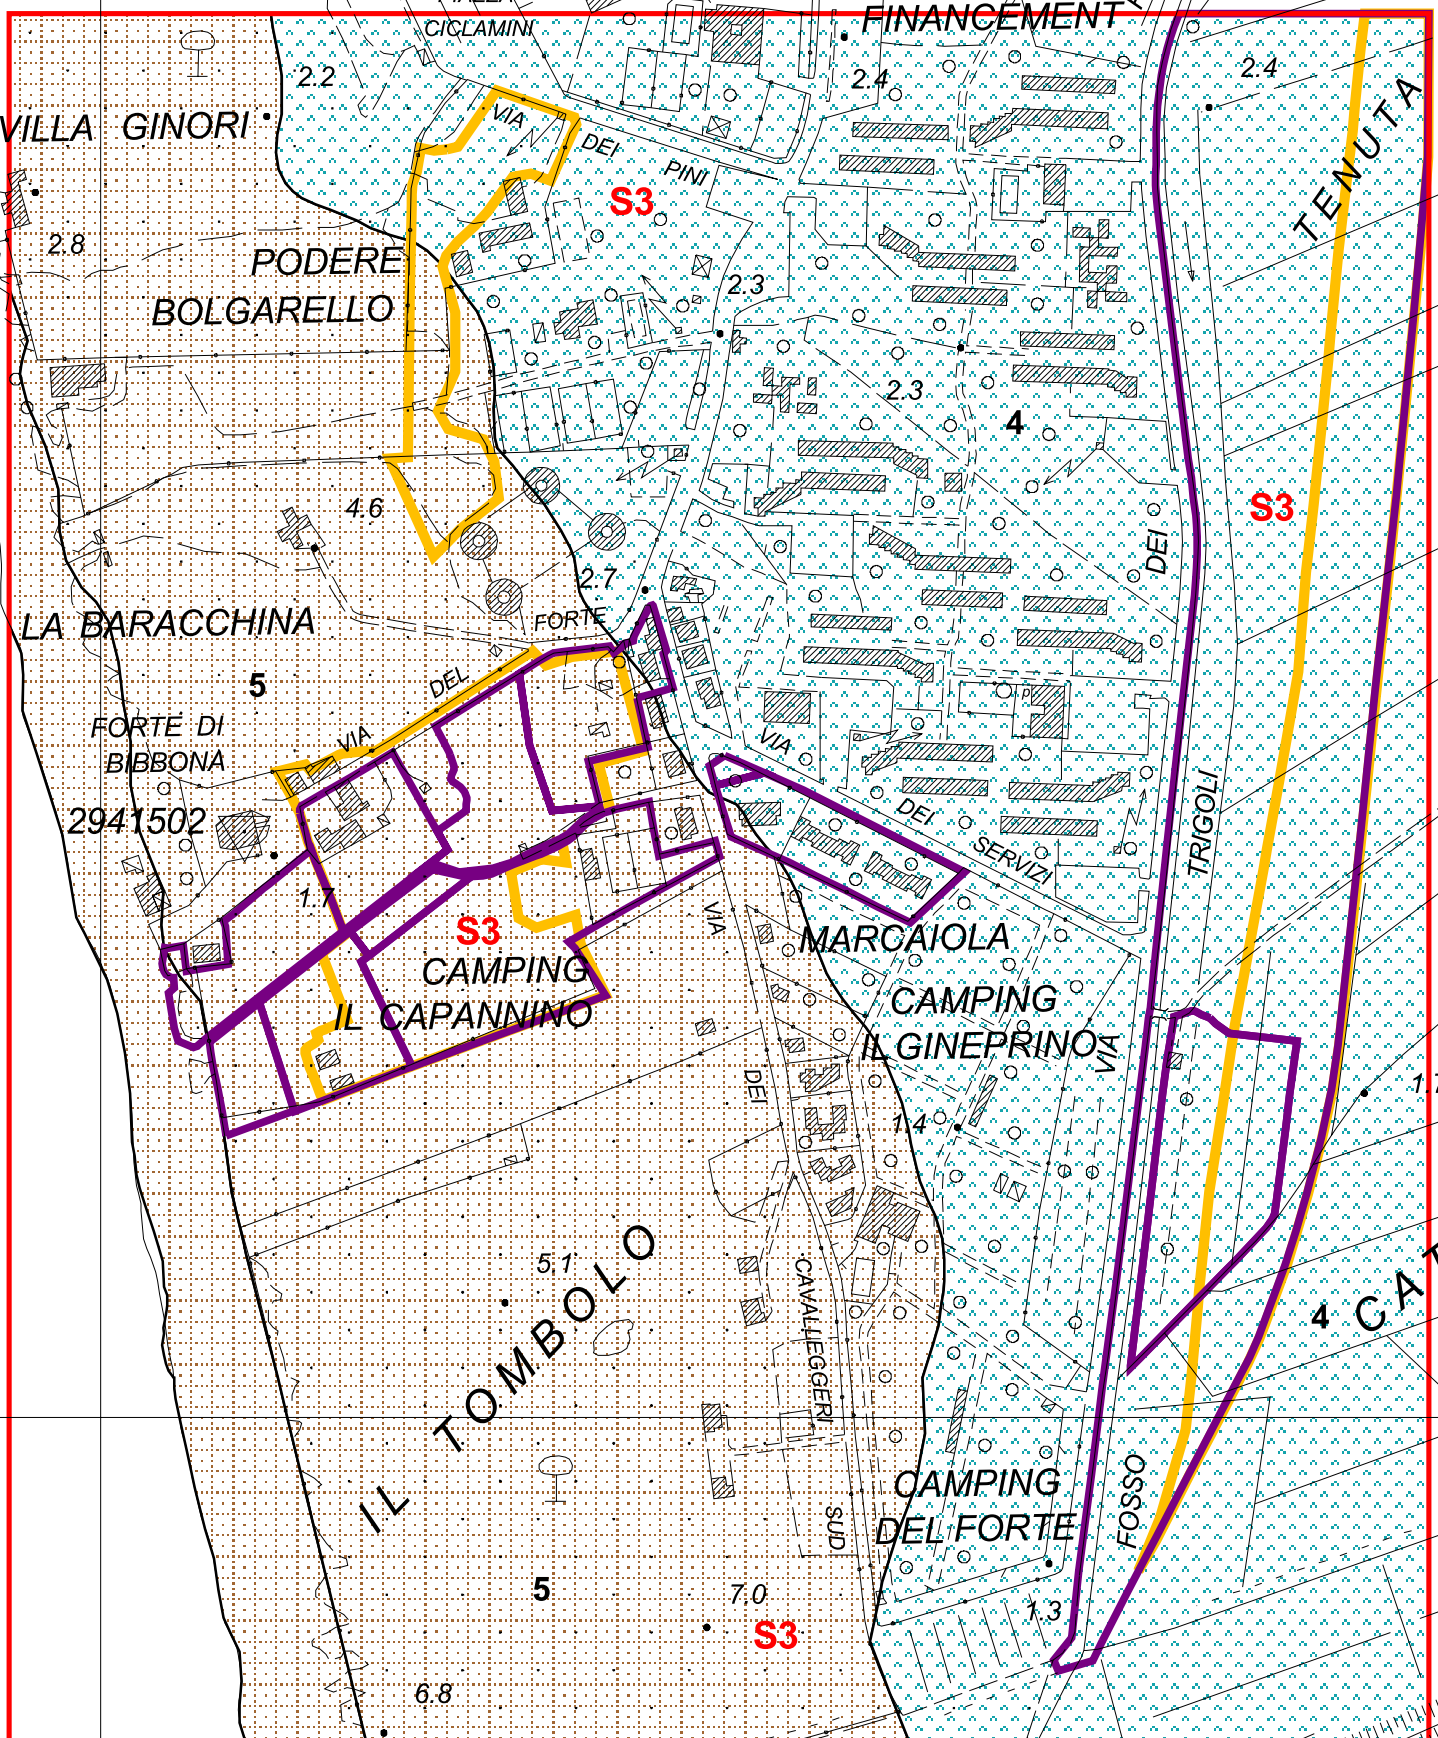 CICLAMINI
FINANCEMENT
2.2
2.4
2.4
VILLA GINORI
VIA
DEI
PINI
S3
TENUTA
2.8
PODERE
BOLGARELLO
2.3
2.3
4
4.6
S3
DEI
2.7
FORTE
LA BARACCHINA
DEL
VIA
5
FORTE DI
BIBBONA
P
VIA
DEI
SERVIZI
TRIGOLI
2941502
1.7
S3
VIA
MARCAIOLA
CAMPING
IL CAPANNINO
CAMPING
IL GINEPRINO
VIA
DEI
1.4
5.1
IL TOMBOLO
CAVALLEGGERI
4
CAMPING
DEL FORTE
FOSSO
SUD
5
7.0
S3
1.3
6.8